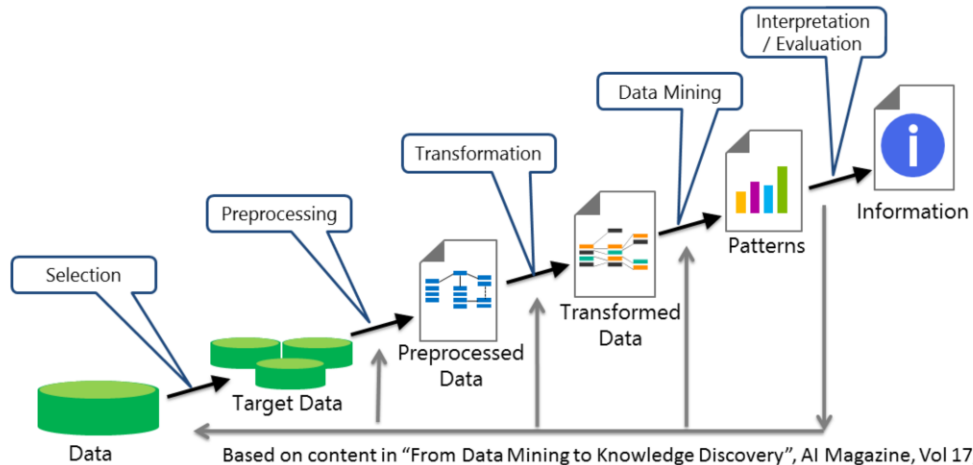 Interpretation
/ Evaluation
Data Mining
Transformation
Preprocessing
Selection
i
Information
Patterns
Transformed
Data
Preprocessed
Data
Target Data
Data
Based on content in “From Data Mining to Knowledge Discovery”, AI Magazine, Vol 17